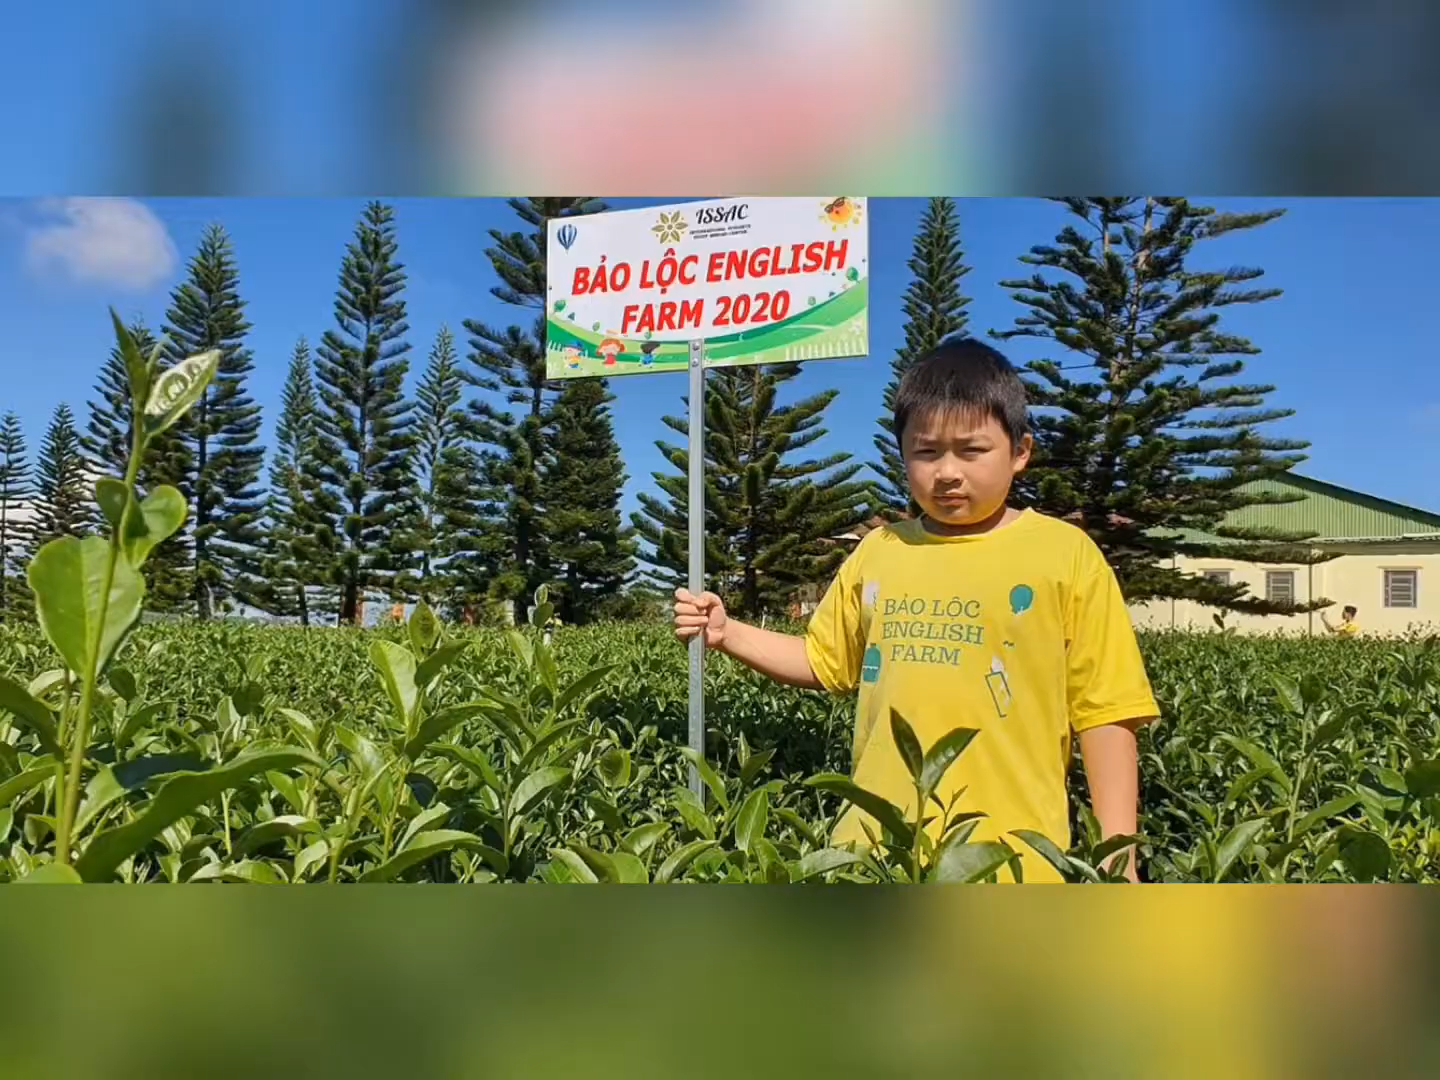 ISSAC
BẢO LỘC ENGLISH
FARM 2020
BẢO LỘC
ENGLISH
FARM